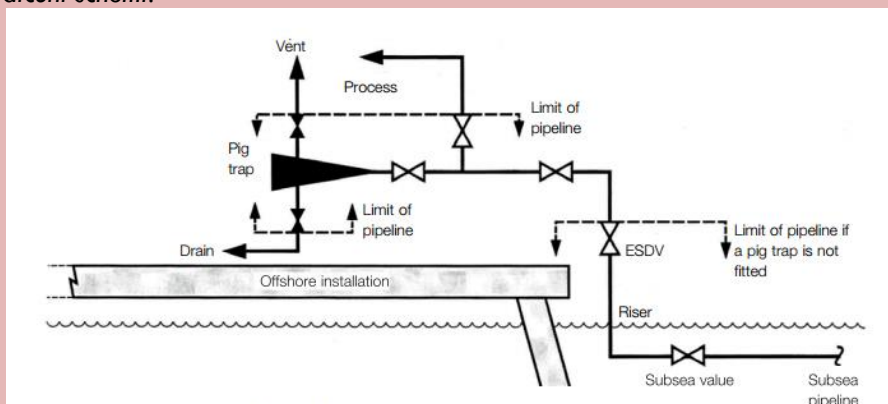 Vent
Process
Limit of
pipeline
Pig
trap
Limit of
pipeline
Drain
Limit of pipeline if
a pig trap is not
fitted
ESDV
Offshore installation
Riser
Subsea value
Subsea
pipeline